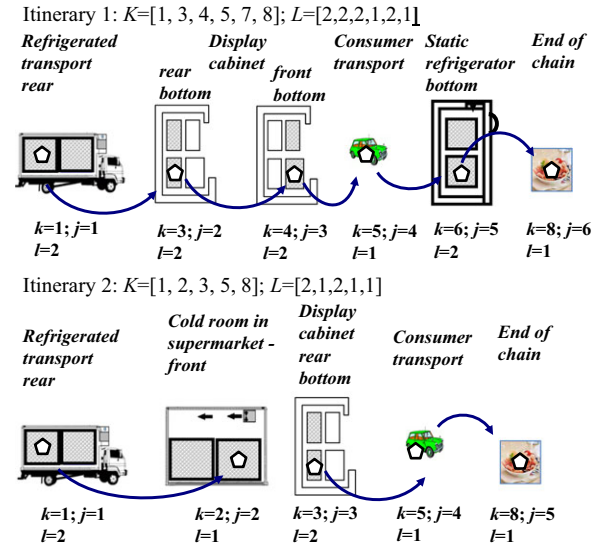 Itinerary 1: K=[1, 3, 4, 5, 7, 8]; L=[2,2,2,1,2,1]
Refrigerated transport rear
Display cabinet
rear bottom
front bottom
Consumer transport
Static refrigerator bottom
End of chain
k=1; j=1
l=2
k=3; j=2
l=2
k=4; j=3
l=2
k=5; j=4
l=1
k=6; j=5
l=2
k=8; j=6
l=1
Itinerary 2: K=[1, 2, 3, 5, 8]; L=[2,1,2,1,1]
Refrigerated transport rear
Cold room in supermarket - front
Display cabinet rear bottom
Consumer transport
End of chain
k=1; j=1
l=2
k=2; j=2
l=1
k=3; j=3
l=2
k=5; j=4
l=1
k=8; j=5
l=1